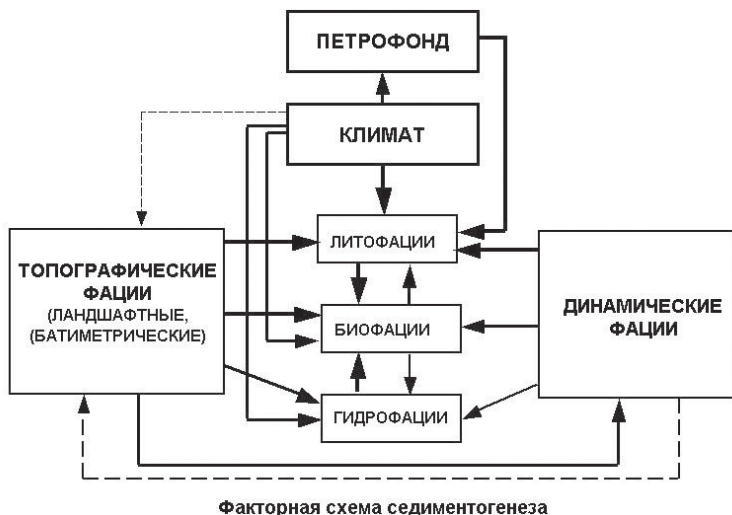 ПЕТРОФОНД
КЛИМАТ
ЛИТОФАЦИИ
ТОПОГРАФИЧЕСКИЕ
ФАЦИИ
(ЛАНДШАФТНЫЕ,
(БАТИМЕТРИЧЕСКИЕ)
БИОФАЦИИ
ДИНАМИЧЕСКИЕ
ФАЦИИ
ГИДРОФАЦИИ
Факторная схема седиментогенеза